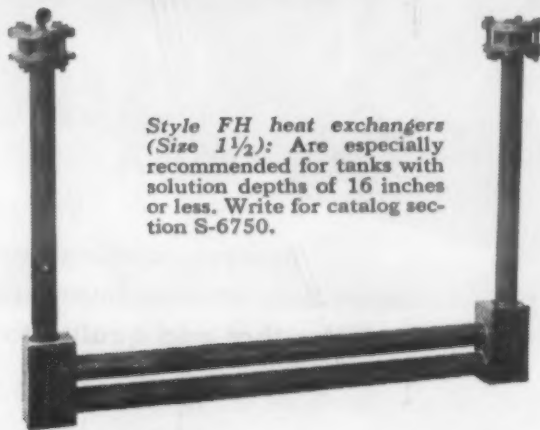 Style FH heat exchangers
(Size 1½): Are especially
recommended for tanks with
solution depths of 16 inches
or less. Write for catalog sec-
tion S-6750.